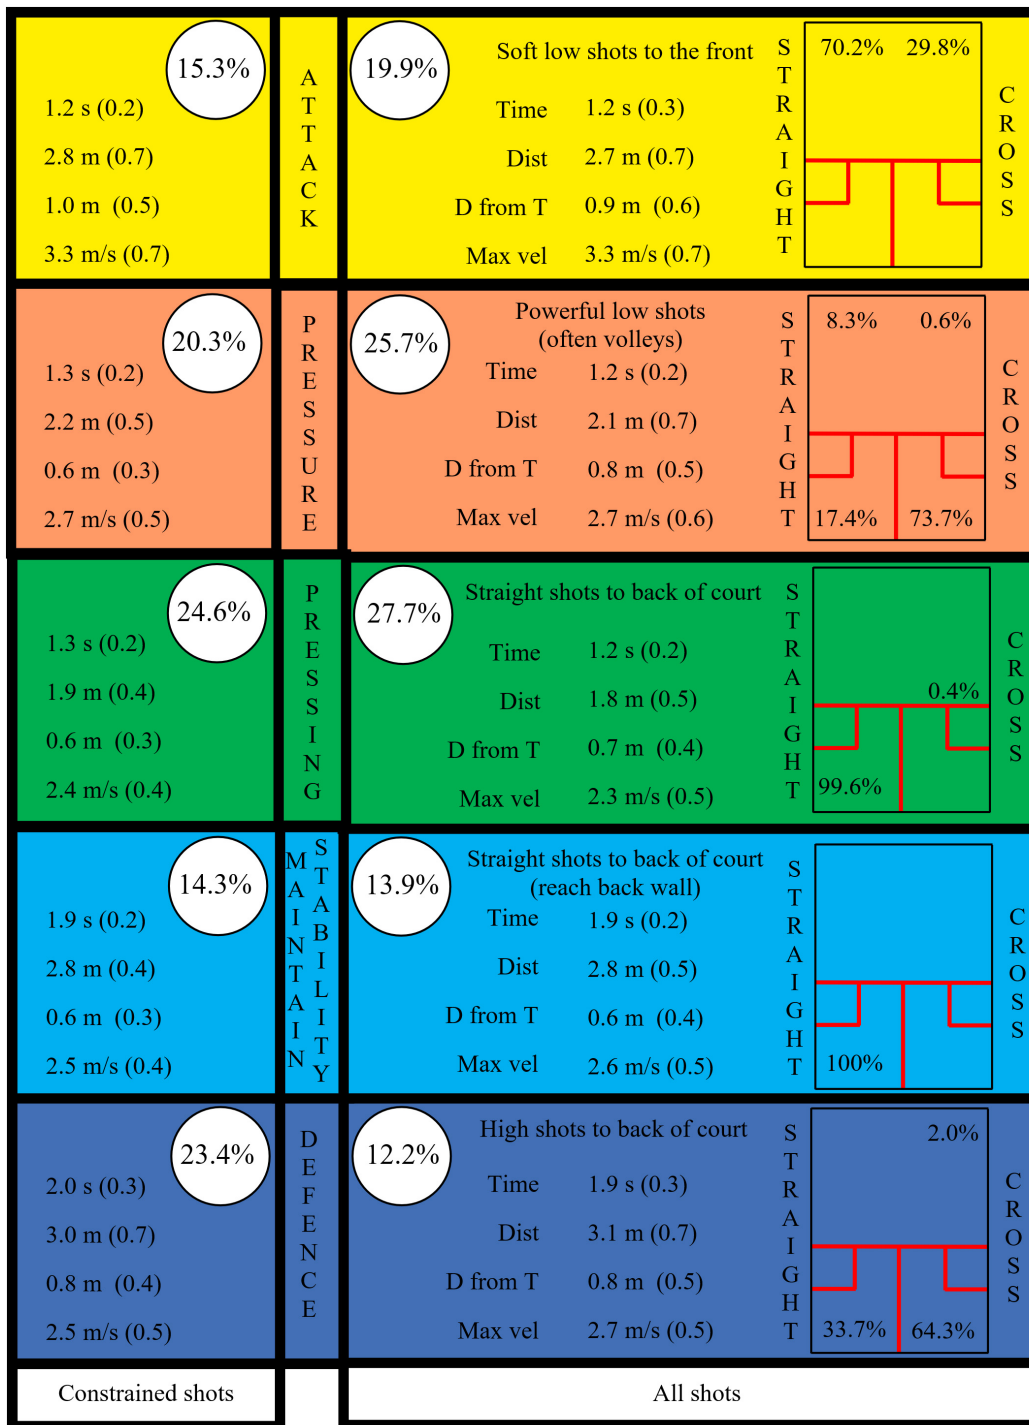 15.3%
1.2 s (0.2)
2.8 m (0.7)
1.0 m (0.5)
3.3 m/s (0.7)
ATTACK
19.9%
Soft low shots to the front
Time 1.2 s (0.3)
Dist 2.7 m (0.7)
D from T 0.9 m (0.6)
Max vel 3.3 m/s (0.7)
STRAIGHT
70.2% 29.8%
CROSS
20.3%
1.3 s (0.2)
2.2 m (0.5)
0.6 m (0.3)
2.7 m/s (0.5)
PRESSURE
25.7%
Powerful low shots
(often volleys)
Time 1.2 s (0.2)
Dist 2.1 m (0.7)
D from T 0.8 m (0.5)
Max vel 2.7 m/s (0.6)
STRAIGHT
8.3% 0.6%
17.4% 73.7%
CROSS
24.6%
1.3 s (0.2)
1.9 m (0.4)
0.6 m (0.3)
2.4 m/s (0.4)
PRESSING
27.7%
Straight shots to back of court
Time 1.2 s (0.2)
Dist 1.8 m (0.5)
D from T 0.7 m (0.4)
Max vel 2.3 m/s (0.5)
STRAIGHT
0.4%
99.6%
CROSS
14.3%
1.9 s (0.2)
2.8 m (0.4)
0.6 m (0.3)
2.5 m/s (0.4)
MAINTAIN
STABILITY
13.9%
Straight shots to back of court
(reach back wall)
Time 1.9 s (0.2)
Dist 2.8 m (0.5)
D from T 0.6 m (0.4)
Max vel 2.6 m/s (0.5)
STRAIGHT
100%
CROSS
23.4%
2.0 s (0.3)
3.0 m (0.7)
0.8 m (0.4)
2.5 m/s (0.5)
DEFENCE
12.2%
High shots to back of court
Time 1.9 s (0.3)
Dist 3.1 m (0.7)
D from T 0.8 m (0.5)
Max vel 2.7 m/s (0.5)
STRAIGHT
2.0%
33.7% 64.3%
CROSS
Constrained shots
All shots